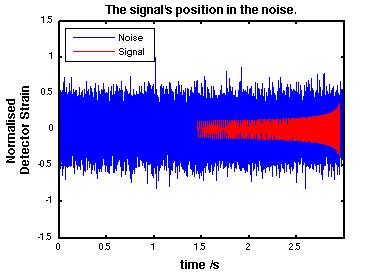 The signal's position in the noise.
1.5
1
0.5
0
-0.5
-1
-1.5
Noise
Signal
Normalised
Detector Strain
0 0.5 1 1.5 2 2.5
time /s